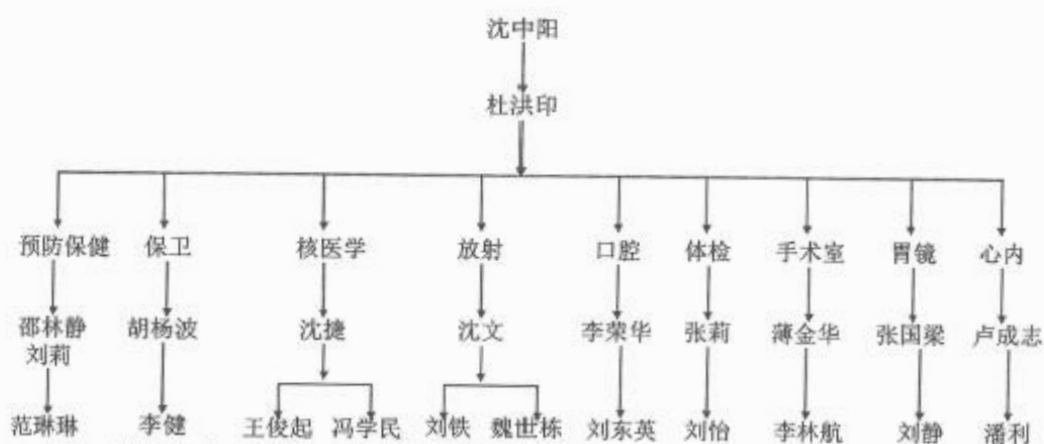 沈中阳
杜洪印
预防保健 保卫 核医学 放射 口腔 体检 手术室 胃镜 心内
邵林静 胡杨波 沈捷 沈文 李荣华 张莉 薄金华 张国梁 卢成志
刘莉
范琳琳 李健 王俊起 冯学民 刘铁 魏世栋 刘东英 刘怡 李林航 刘静 潘利